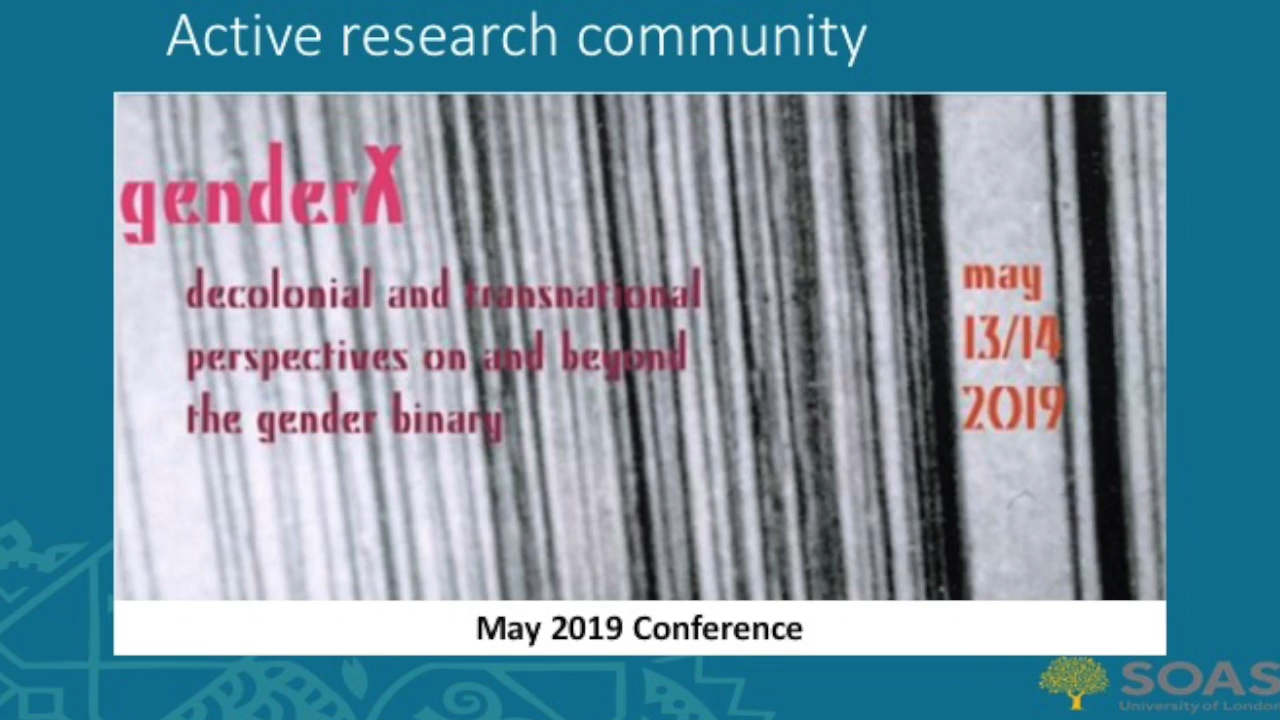 Active research community
genderX
decolonial and transnational
perspectives on and beyond
the gender binary
may
13/14
2019
May 2019 Conference
SOAS
University of London